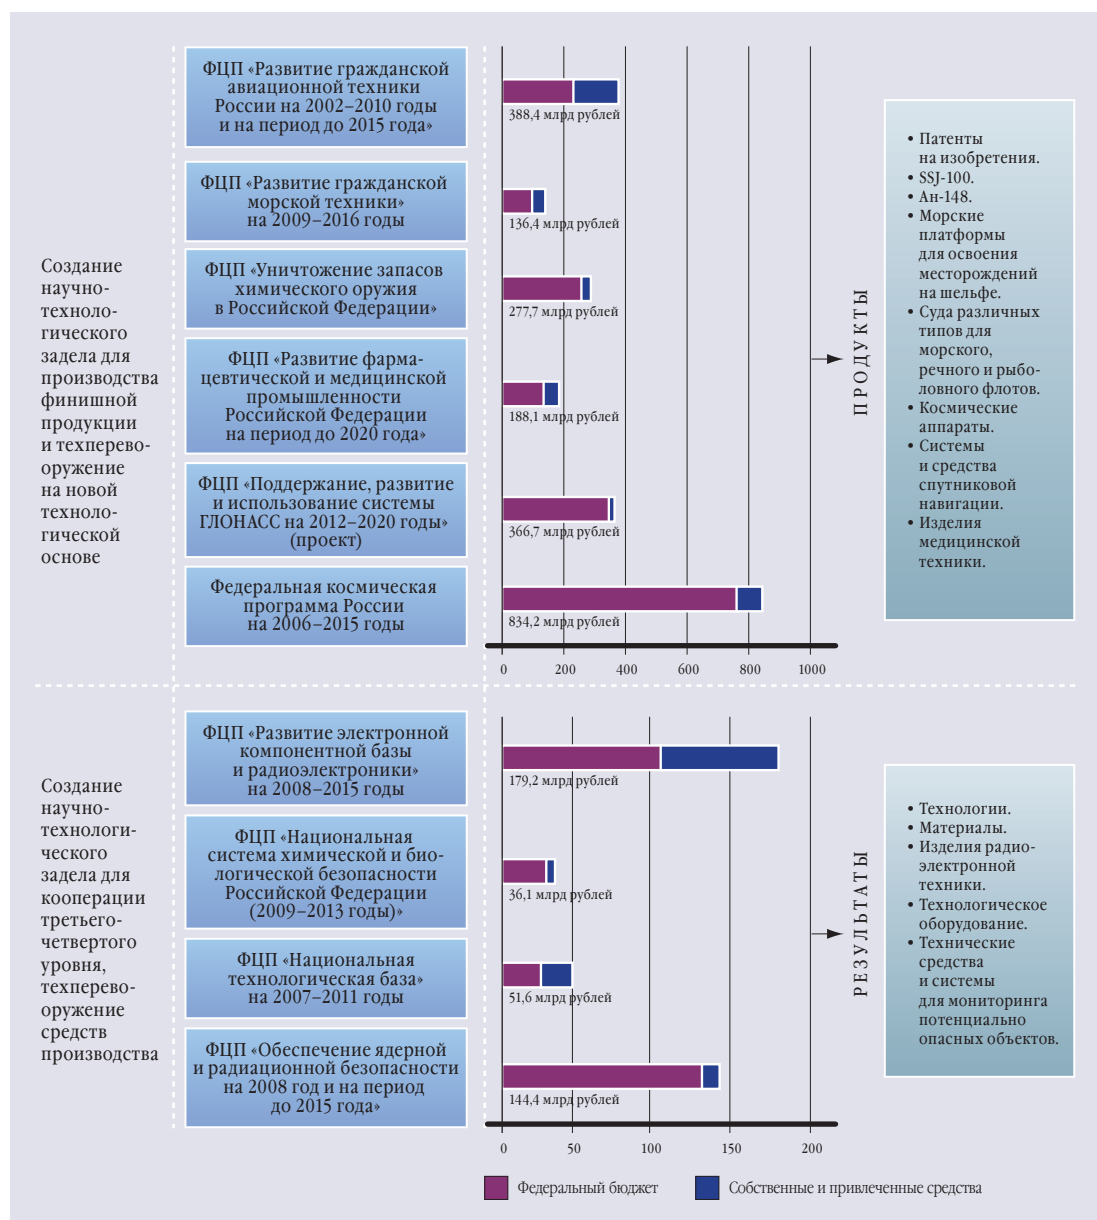 Создание
научно-
техноло-
гического
задела для
производства
финишной
продукции
и техперево-
оружение
на новой
техноло-
гической
основе
ФЦП «Развитие гражданской
авиационной техники
России на 2002–2010 годы
и на период до 2015 года»
388,4 млрд рублей
ФЦП «Развитие гражданской
морской техники»
на 2009–2016 годы
136,4 млрд рублей
ФЦП «Уничтожение запасов
химического оружия
в Российской Федерации»
277,7 млрд рублей
ФЦП «Развитие фарма-
цевтической и медицинской
промышленности
Российской Федерации
на период до 2020 года»
188,1 млрд рублей
ФЦП «Поддержание, развитие
и использование системы
ГЛОНАСС на 2012–2020 годы»
(проект)
366,7 млрд рублей
Федеральная космическая
программа России
на 2006–2015 годы
834,2 млрд рублей
0 200 400 600 800 1000
ПРОДУКТЫ
• Патенты
на изобретения.
• SSJ-100.
• Ан-148.
• Морские
платформы
для освоения
месторождений
на шельфе.
• Суда различных
типов для
морского,
речного и рыбо-
ловного флотов.
• Космические
аппараты.
• Системы
и средства
спутниковой
навигации.
• Изделия
медицинской
техники.
Создание
научно-
технологи-
ческого
задела для
кооперации
третьего-
четвертого
уровня,
техперево-
оружение
средств
производства
ФЦП «Развитие электронной
компонентной базы
и радиоэлектроники»
на 2008–2015 годы
179,2 млрд рублей
ФЦП «Национальная
система химической и био-
логической безопасности
Российской Федерации
(2009–2013 годы)»
36,1 млрд рублей
ФЦП «Национальная
технологическая база»
на 2007–2011 годы
51,6 млрд рублей
ФЦП «Обеспечение ядерной
и радиационной безопасности
на 2008 год и на период
до 2015 года»
144,4 млрд рублей
0 50 100 150 200
РЕЗУЛЬТАТЫ
• Технологии.
• Материалы.
• Изделия радио-
электронной
техники.
• Технологическое
оборудование.
• Технические
средства
и системы
для мониторинга
потенциально
опасных объектов.
Федеральный бюджет
Собственные и привлеченные средства